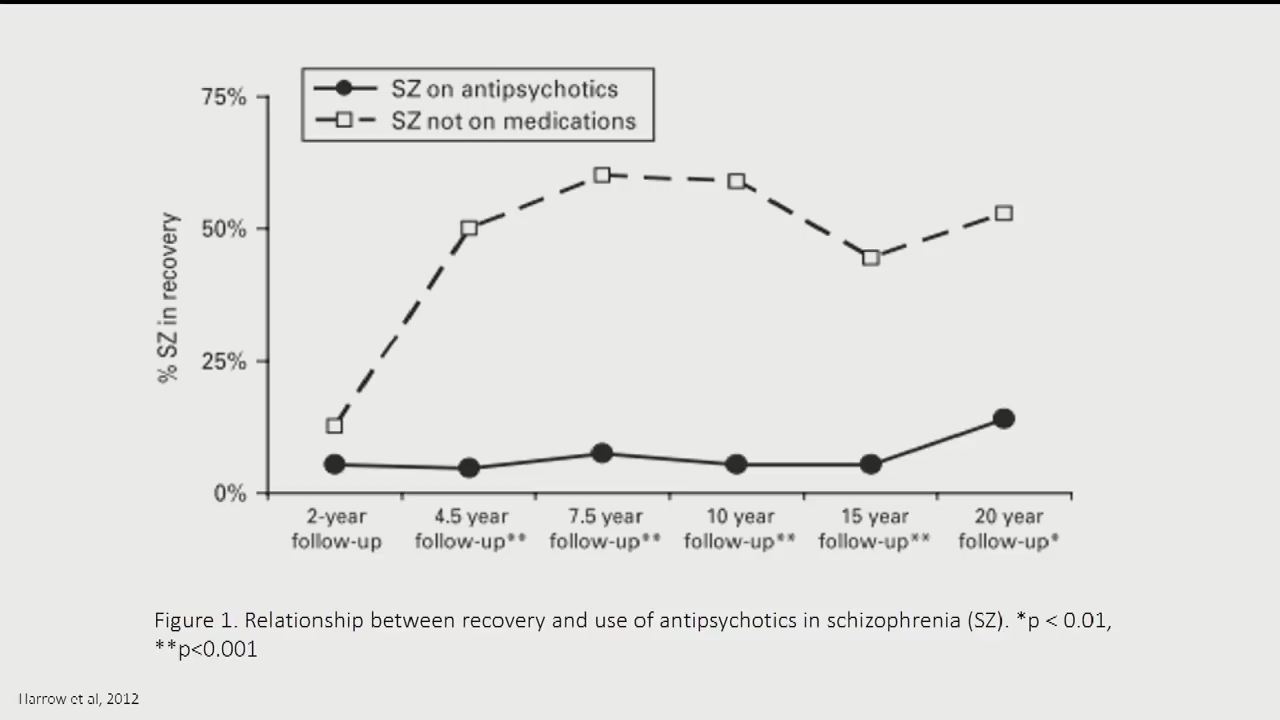 SZ on antipsychotics
SZ not on medications
75%
50%
25%
0%
% SZ in recovery
2-year
follow-up
4.5 year
follow-up**
7.5 year
follow-up**
10 year
follow-up**
15 year
follow-up**
20 year
follow-up*
Figure 1. Relationship between recovery and use of antipsychotics in schizophrenia (SZ). *p < 0.01,
**p<0.001
Harrow et al, 2012